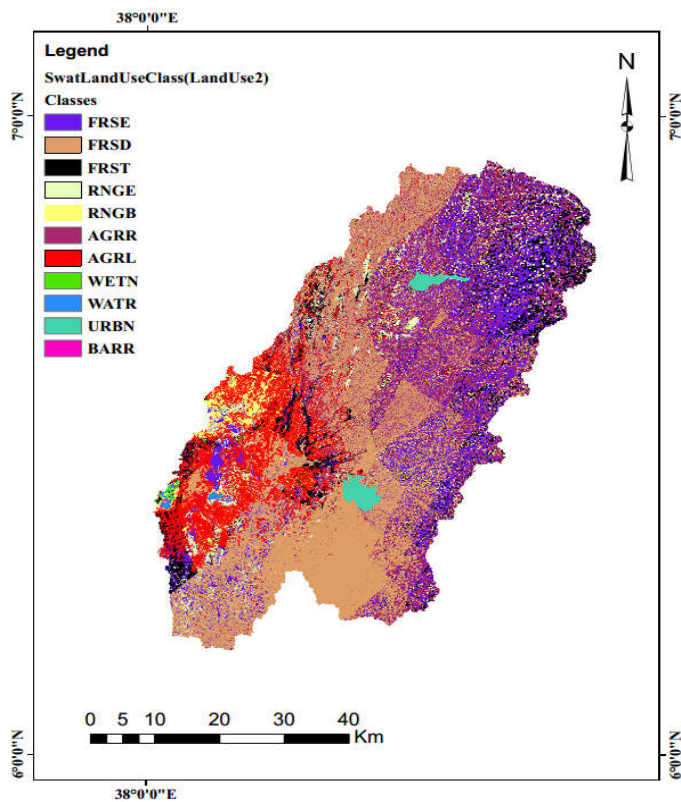 38°0'0"E
Legend
SwatLandUseClass(LandUse2)
Classes
FRSE
FRSD
FRST
RNGE
RNGB
AGRR
AGRL
WETN
WATR
URBN
BARR
N
7°0'0"N
7°0'0"N
0 5 10 20 30 40
Km
6°0'0"N
6°0'0"N
38°0'0"E